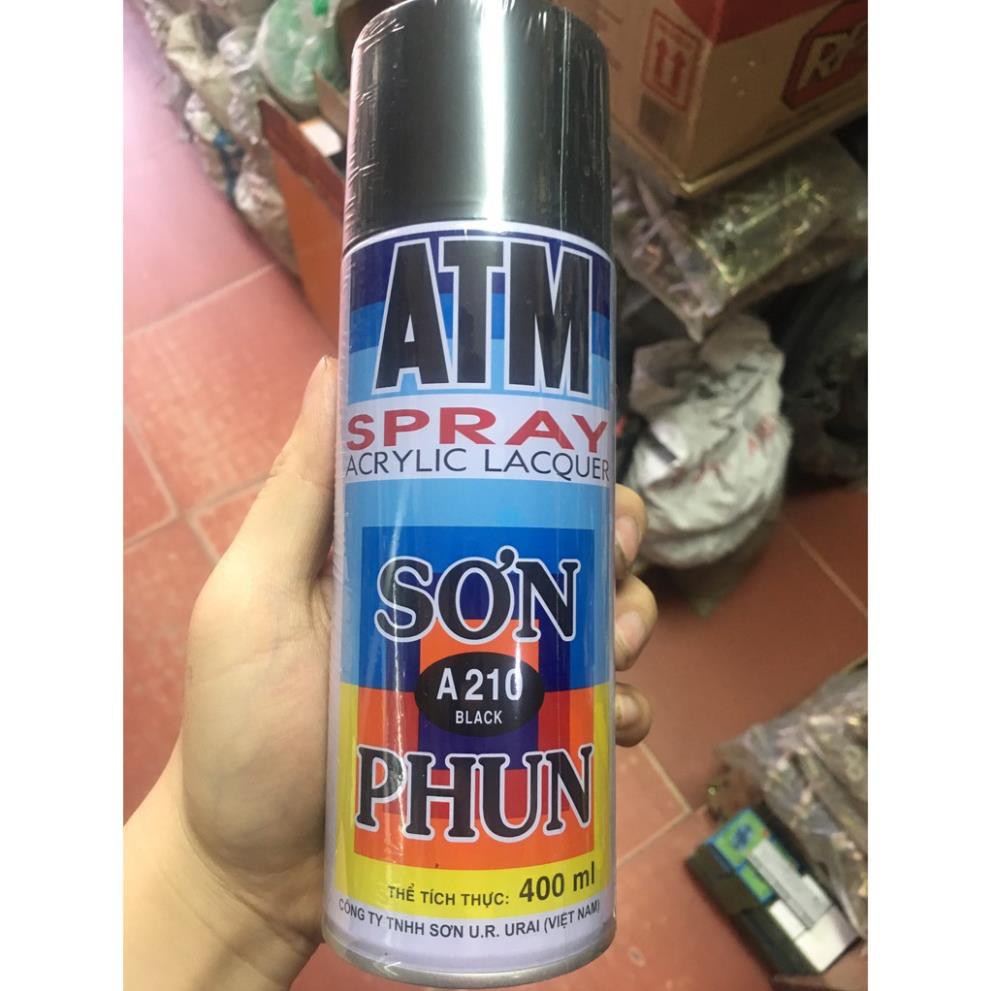 ATM
SPRAY
ACRYLIC LACQUER
SƠN
A210
BLACK
PHUN
THỂ TÍCH THỰC: 400 ml
CÔNG TY TNHH SƠN U.R. URAI (VIỆT NAM)